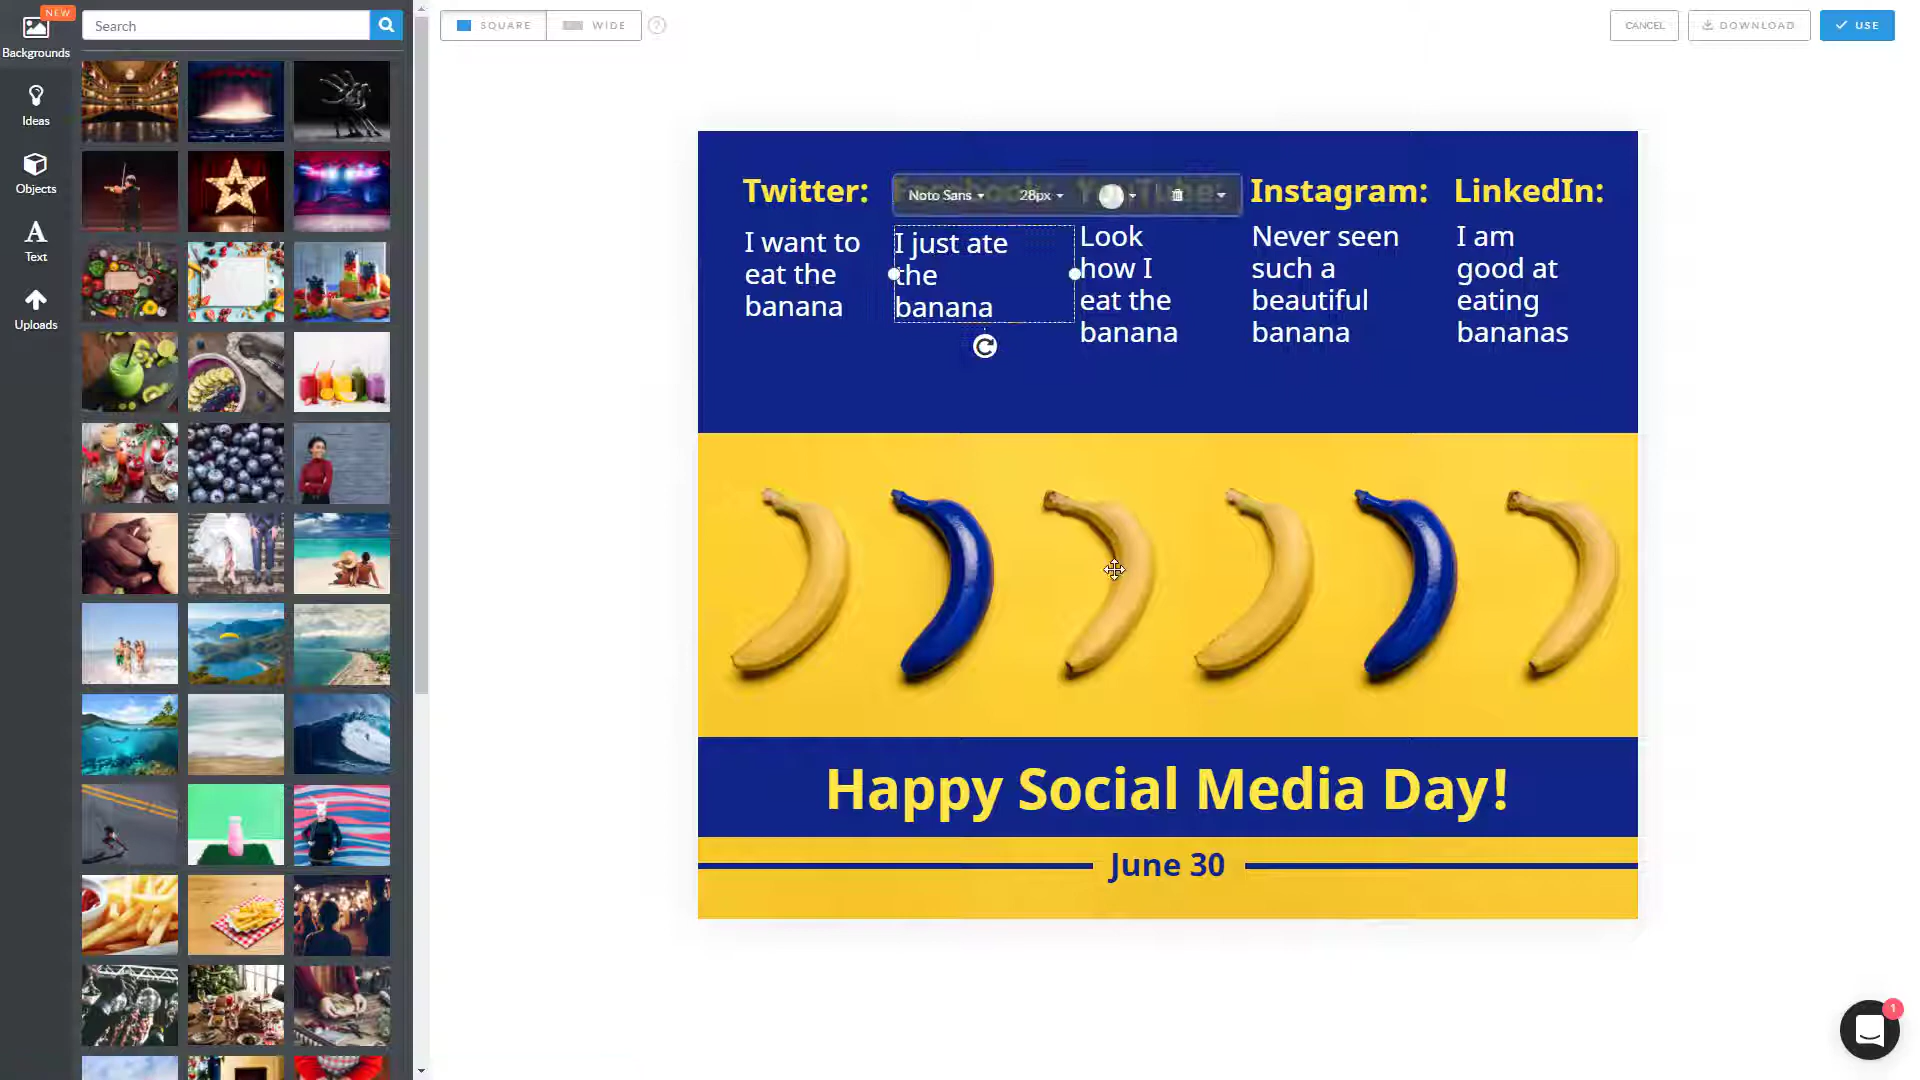 NEW
Backgrounds
Ideas
Objects
Text
Uploads
Search
SQUARE
WIDE
?
CANCEL
DOWNLOAD
USE
Twitter:
Facebook:
YouTube:
Instagram:
LinkedIn:
Noto Sans
28px
I want to
eat the
banana
I just ate
the
banana
Look
how I
eat the
banana
Never seen
such a
beautiful
banana
I am
good at
eating
bananas
Happy Social Media Day!
June 30
1